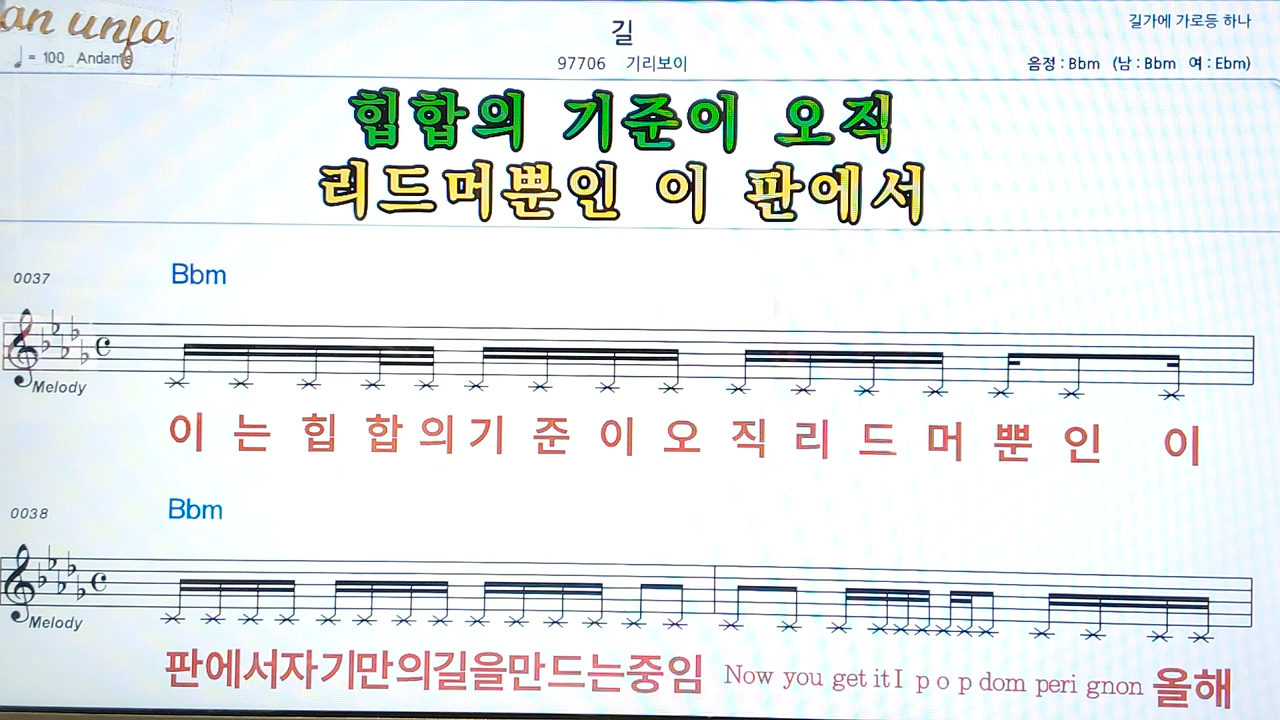 an unja
길
길가에 가로등 하나
♩ = 100 Andante
97706 기리보이
음정 : Bbm (남 : Bbm 여 : Ebm)
힙합의 기준이 오직
리드머뿐인 이 판에서
0037
Bbm
Melody
이 는 힙 합 의 기 준 이 오 직 리 드 머 뿐 인 이
0038
Bbm
Melody
판에서자기만의길을만드는중임 Now you get it I p o p dom peri gnon 올해